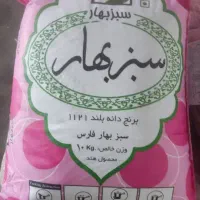 سبز بهار
سبز بهار
برنج دانه بلند ۱۱۲۱
سبز بهار فارس
وزن خالص: ۱۰ Kg
محصول هند